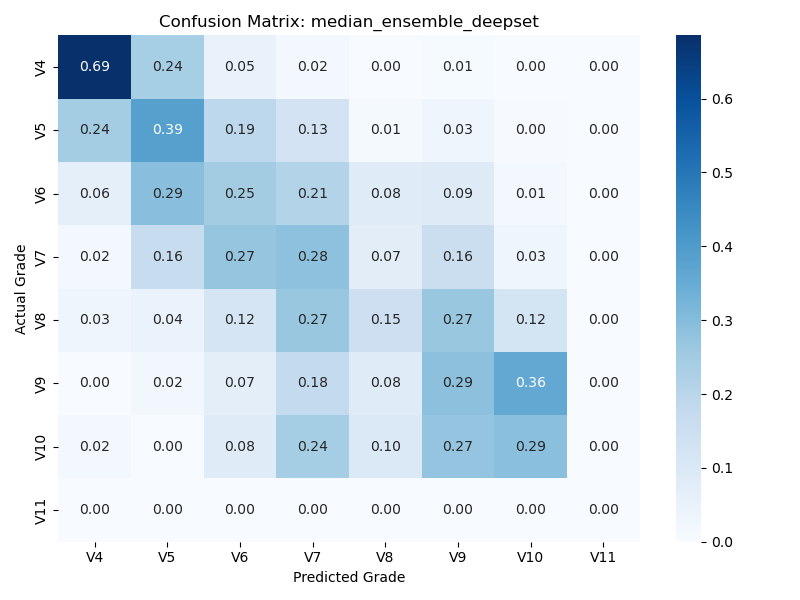 Confusion Matrix: median_ensemble_deepset
V4 0.69 0.24 0.05 0.02 0.00 0.01 0.00 0.00
V5 0.24 0.39 0.19 0.13 0.01 0.03 0.00 0.00
V6 0.06 0.29 0.25 0.21 0.08 0.09 0.01 0.00
V7 0.02 0.16 0.27 0.28 0.07 0.16 0.03 0.00
V8 0.03 0.04 0.12 0.27 0.15 0.27 0.12 0.00
V9 0.00 0.02 0.07 0.18 0.08 0.29 0.36 0.00
V10 0.02 0.00 0.08 0.24 0.10 0.27 0.29 0.00
V11 0.00 0.00 0.00 0.00 0.00 0.00 0.00 0.00
V4 V5 V6 V7 V8 V9 V10 V11
Predicted Grade
Actual Grade
0.6
0.5
0.4
0.3
0.2
0.1
0.0